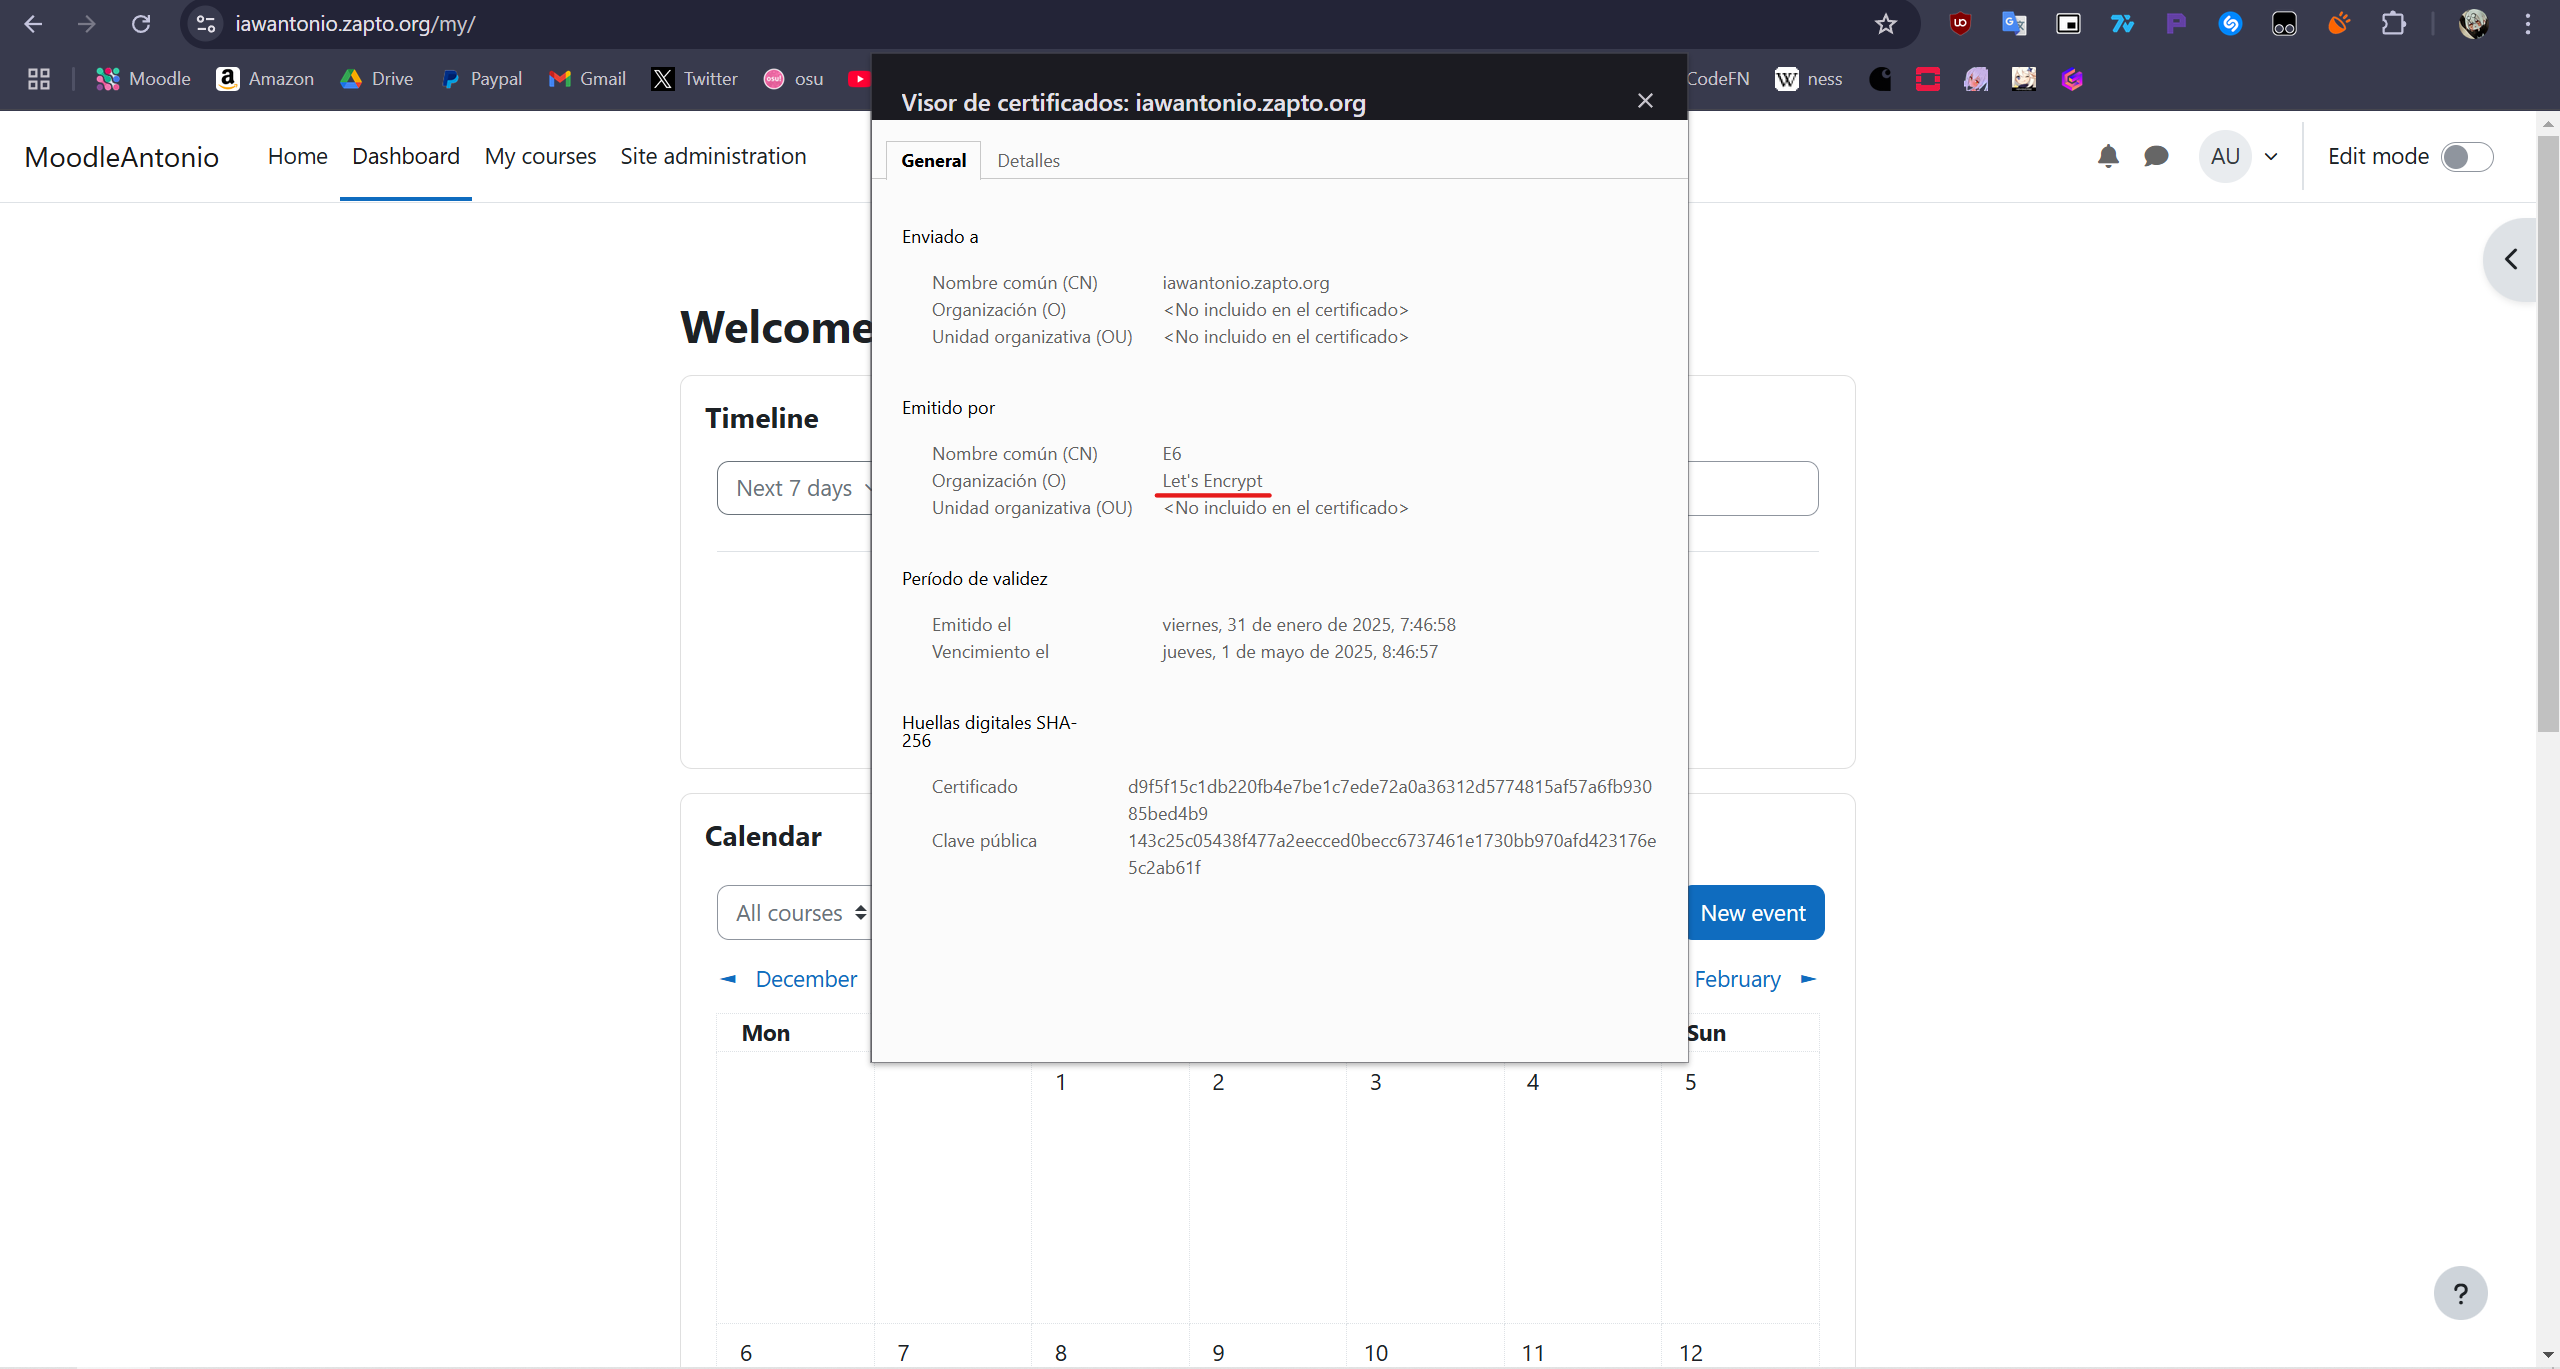 iawantonio.zapto.org/my/
Moodle Amazon Drive Paypal Gmail Twitter osu CodeFN ness
Visor de certificados: iawantonio.zapto.org
MoodleAntonio Home Dashboard My courses Site administration AU Edit mode
General Detalles
Enviado a
Nombre común (CN) iawantonio.zapto.org
Organización (O) <No incluido en el certificado>
Unidad organizativa (OU) <No incluido en el certificado>
Welcome
Emitido por
Timeline
Nombre común (CN) E6
Organización (O) Let's Encrypt
Next 7 days
Unidad organizativa (OU) <No incluido en el certificado>
Período de validez
Emitido el viernes, 31 de enero de 2025, 7:46:58
Vencimiento el jueves, 1 de mayo de 2025, 8:46:57
Huellas digitales SHA-
256
Certificado d9f5f15c1db220fb4e7be1c7ede72a0a36312d5774815af57a6fb930
85bed4b9
Clave pública 143c25c05438f477a2eecced0becc6737461e1730bb970afd423176e
5c2ab61f
Calendar
All courses New event
◄ December February ►
Mon Sun
1 2 3 4 5
?
6 7 8 9 10 11 12